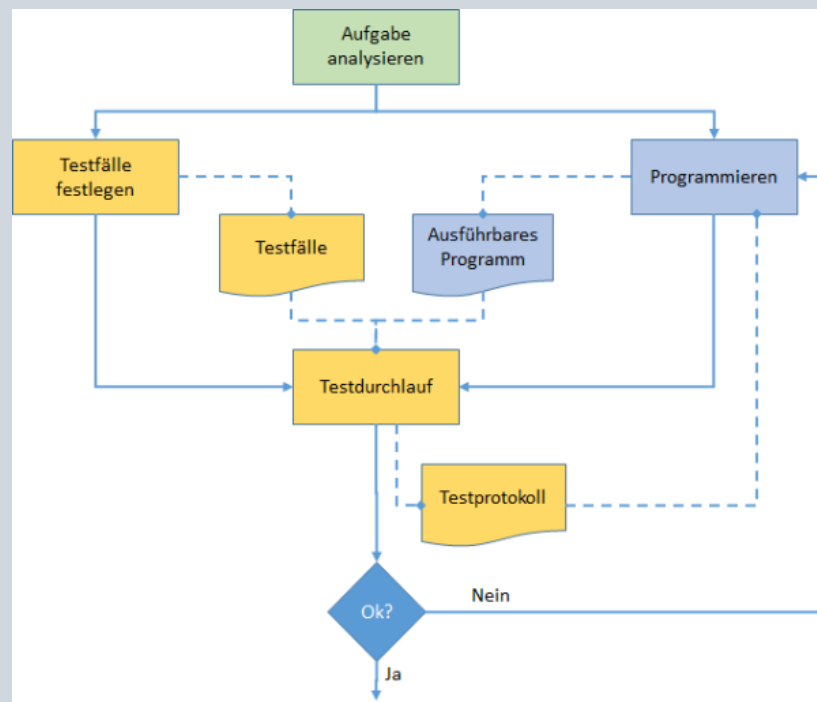 Aufgabe
analysieren
Testfälle
festlegen
Programmieren
Testfälle
Ausführbares
Programm
Testdurchlauf
Testprotokoll
Ok?
Nein
Ja